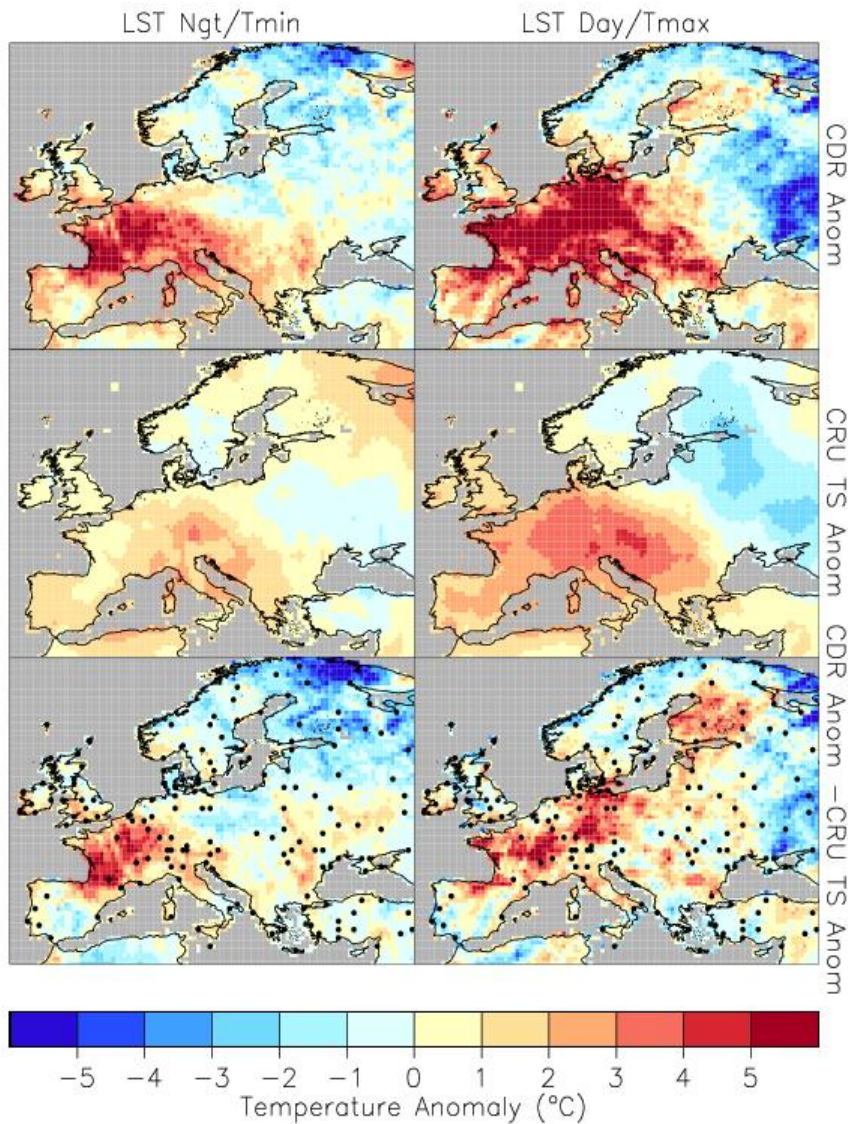 LST Ngt/Tmin
LST Day/Tmax
CDR Anom
CRU TS Anom
CDR Anom −CRU TS Anom
−5 −4 −3 −2 −1 0 1 2 3 4 5
Temperature Anomaly (°C)